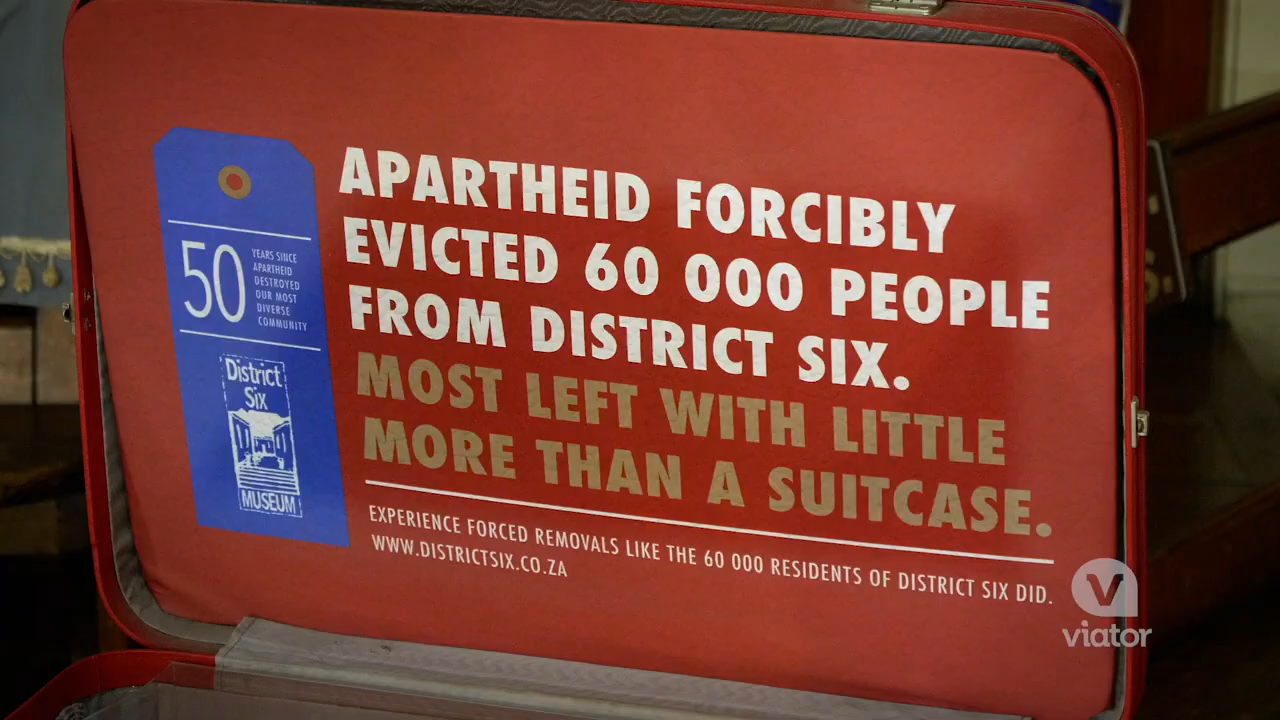 APARTHEID FORCIBLY
EVICTED 60 000 PEOPLE
FROM DISTRICT SIX.
MOST LEFT WITH LITTLE
MORE THAN A SUITCASE.
EXPERIENCE FORCED REMOVALS LIKE THE 60 000 RESIDENTS OF DISTRICT SIX DID.
WWW.DISTRICTSIX.CO.ZA
50
YEARS SINCE
APARTHEID
DESTROYED
OUR MOST
DIVERSE
COMMUNITY
District
Six
MUSEUM
viator